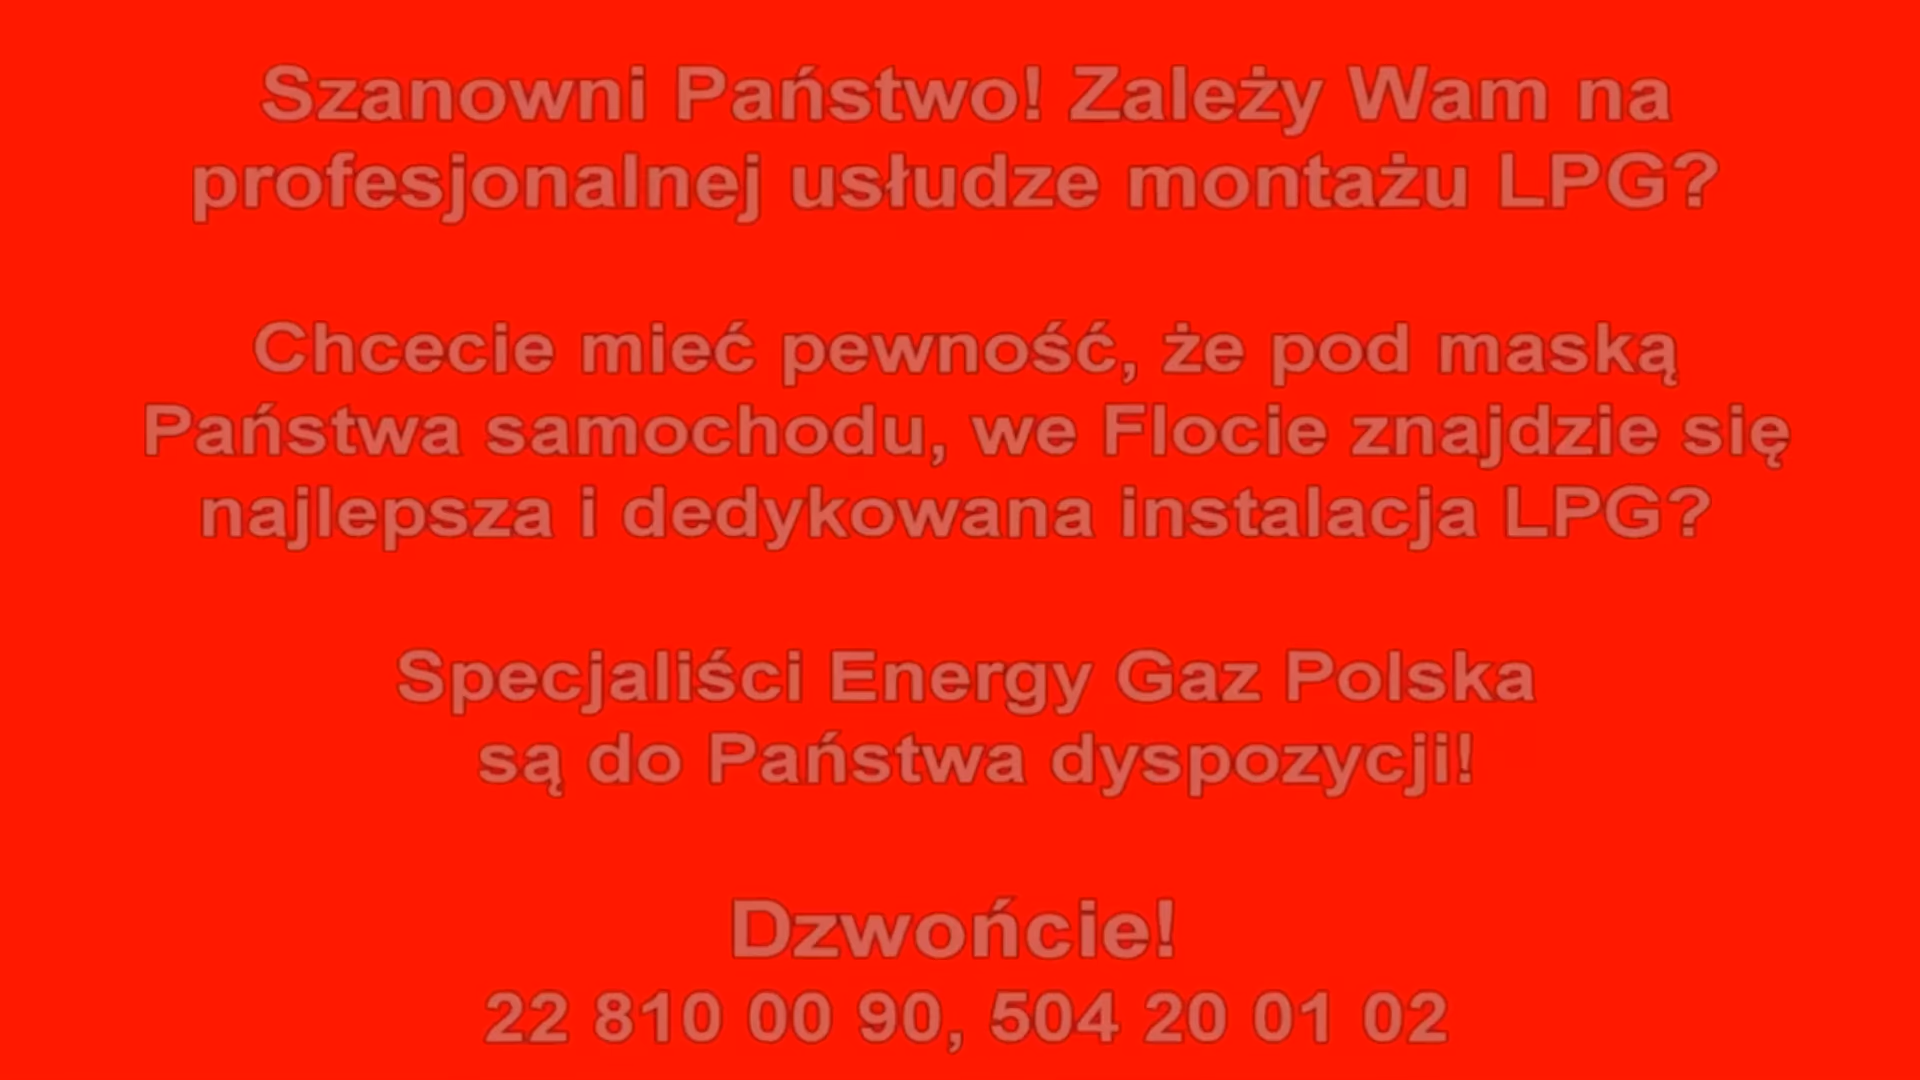 Szanowni Państwo! Zależy Wam na
profesjonalnej usłudze montażu LPG?
Chcecie mieć pewność, że pod maską
Państwa samochodu, we Flocie znajdzie się
najlepsza i dedykowana instalacja LPG?
Specjaliści Energy Gaz Polska
są do Państwa dyspozycji!
Dzwońcie!
22 810 00 90, 504 20 01 02